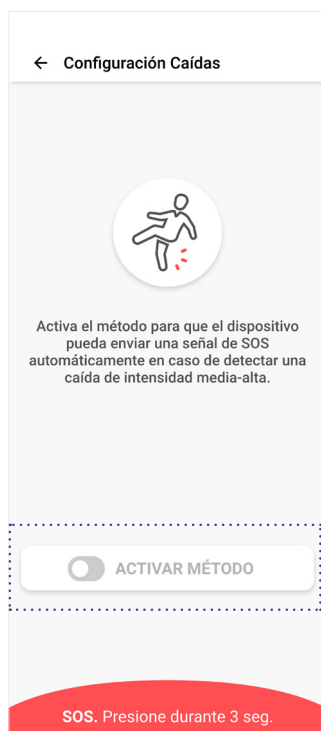 Configuración Caídas
Activa el método para que el dispositivo
pueda enviar una señal de SOS
automáticamente en caso de detectar una
caída de intensidad media-alta.
ACTIVAR MÉTODO
SOS. Presione durante 3 seg.